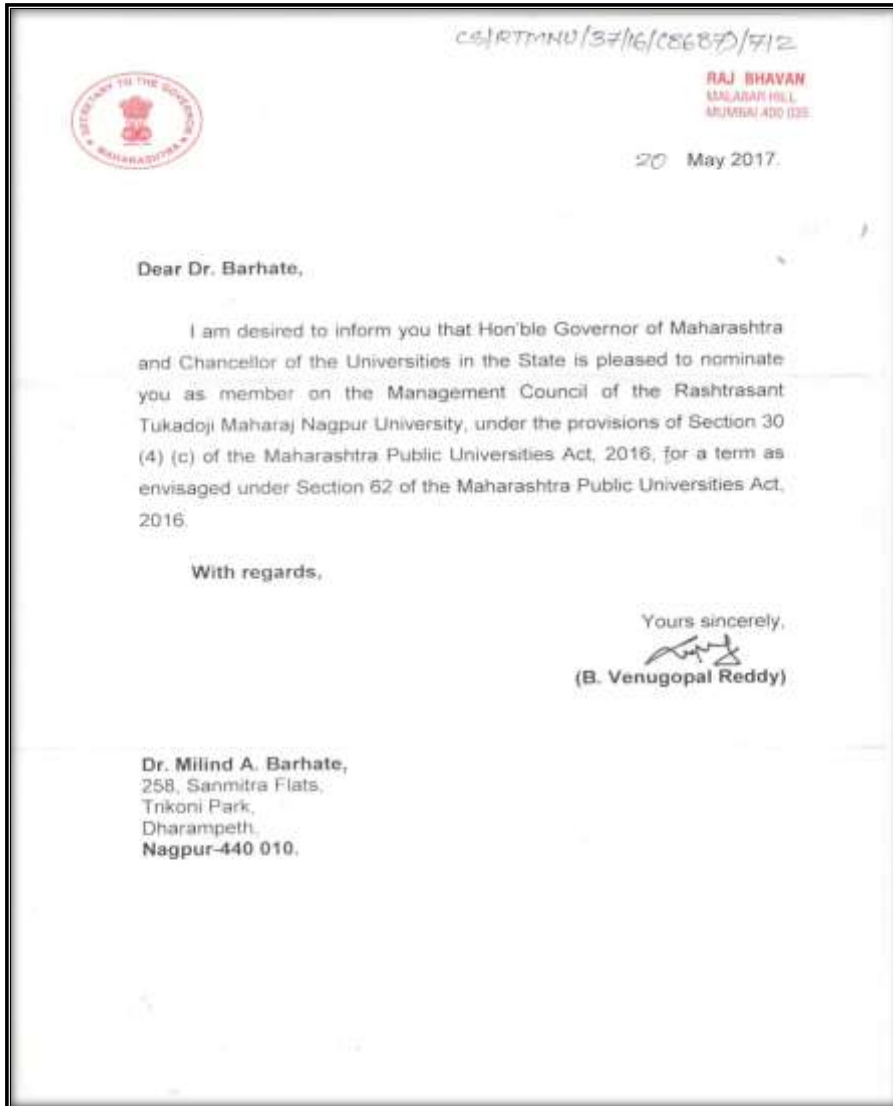 CS/RTMNU/37/16/(8687)/712
SECRETARY TO THE GOVERNOR
MAHARASHTRA
RAJ BHAVAN
MALABAR HILL
MUMBAI 400 035
20 May 2017.
Dear Dr. Barhate,
I am desired to inform you that Hon'ble Governor of Maharashtra
and Chancellor of the Universities in the State is pleased to nominate
you as member on the Management Council of the Rashtrasant
Tukadoji Maharaj Nagpur University, under the provisions of Section 30
(4) (c) of the Maharashtra Public Universities Act, 2016, for a term as
envisaged under Section 62 of the Maharashtra Public Universities Act,
2016.
With regards,
Yours sincerely,
(B. Venugopal Reddy)
Dr. Milind A. Barhate,
258, Sanmitra Flats,
Trikoni Park,
Dharampeth,
Nagpur-440 010.